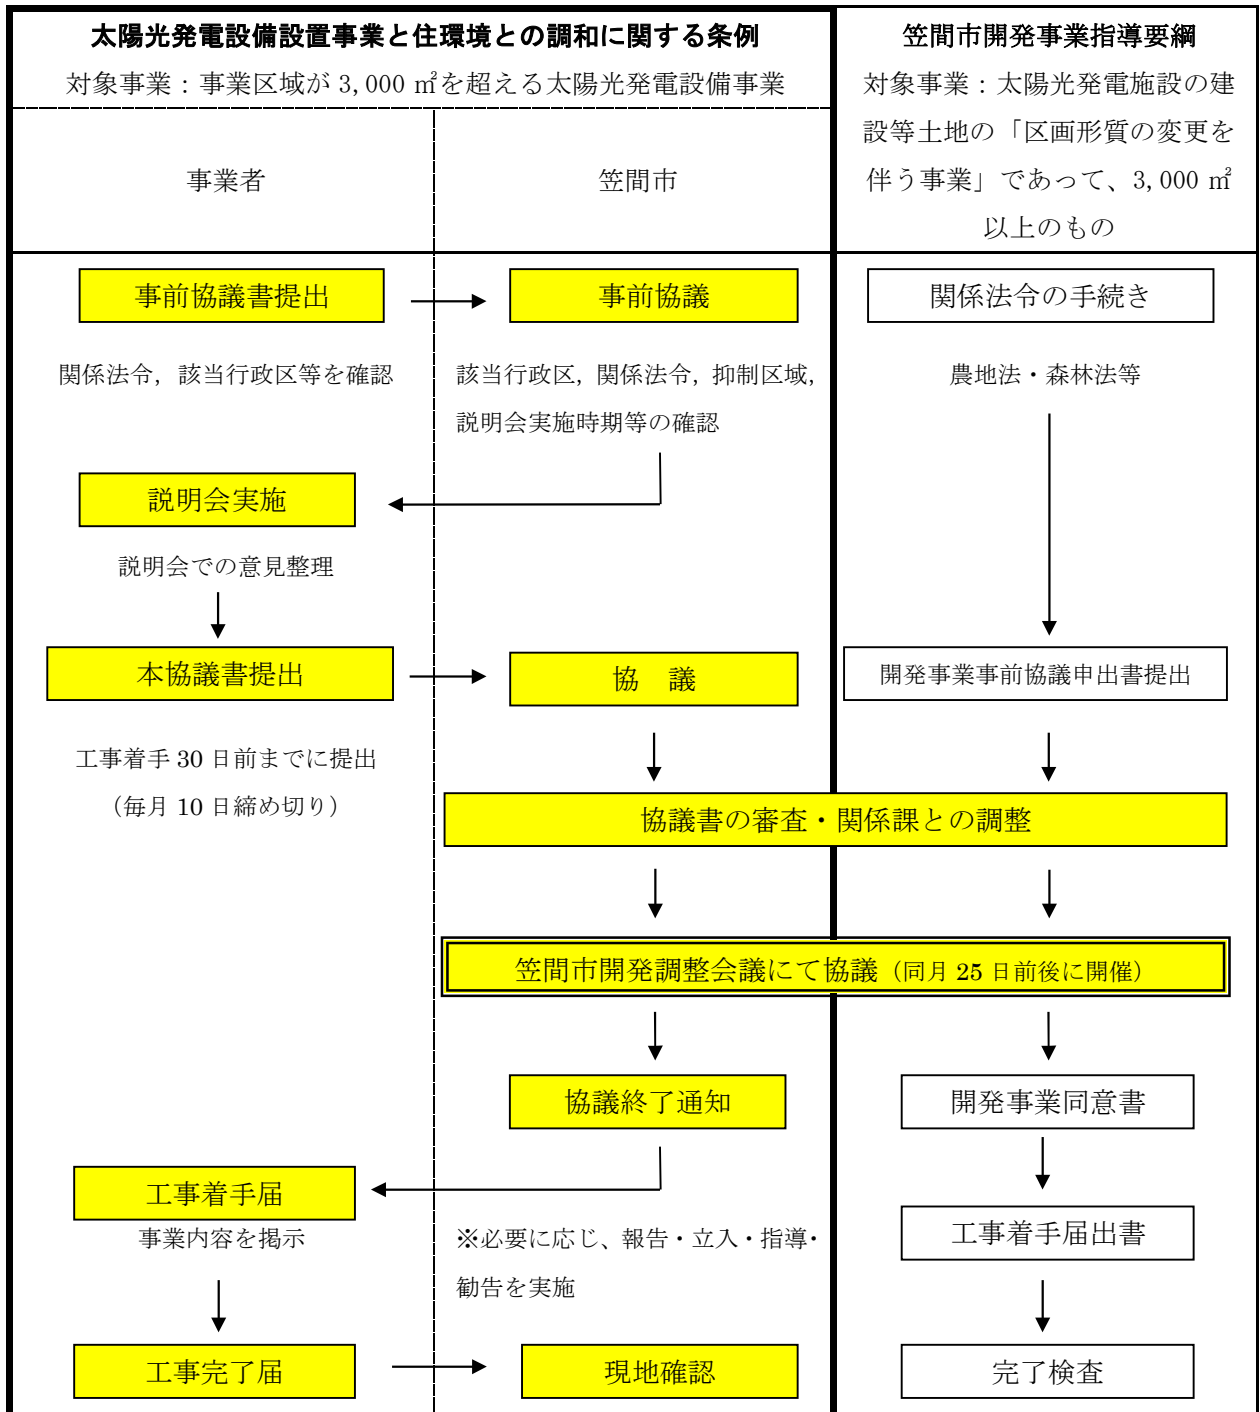 太陽光発電設備設置事業と住環境との調和に関する条例
対象事業：事業区域が 3,000 ㎡を超える太陽光発電設備事業
笠間市開発事業指導要綱
対象事業：太陽光発電施設の建
設等土地の「区画形質の変更を
伴う事業」であって、3,000 ㎡
以上のもの
事業者
笠間市
事前協議書提出
事前協議
関係法令の手続き
関係法令，該当行政区等を確認
該当行政区，関係法令，抑制区域，
説明会実施時期等の確認
農地法・森林法等
説明会実施
説明会での意見整理
本協議書提出
協　議
開発事業事前協議申出書提出
工事着手 30 日前までに提出
（毎月 10 日締め切り）
協議書の審査・関係課との調整
笠間市開発調整会議にて協議（同月 25 日前後に開催）
協議終了通知
開発事業同意書
工事着手届
事業内容を掲示
※必要に応じ、報告・立入・指導・
勧告を実施
工事着手届出書
工事完了届
現地確認
完了検査